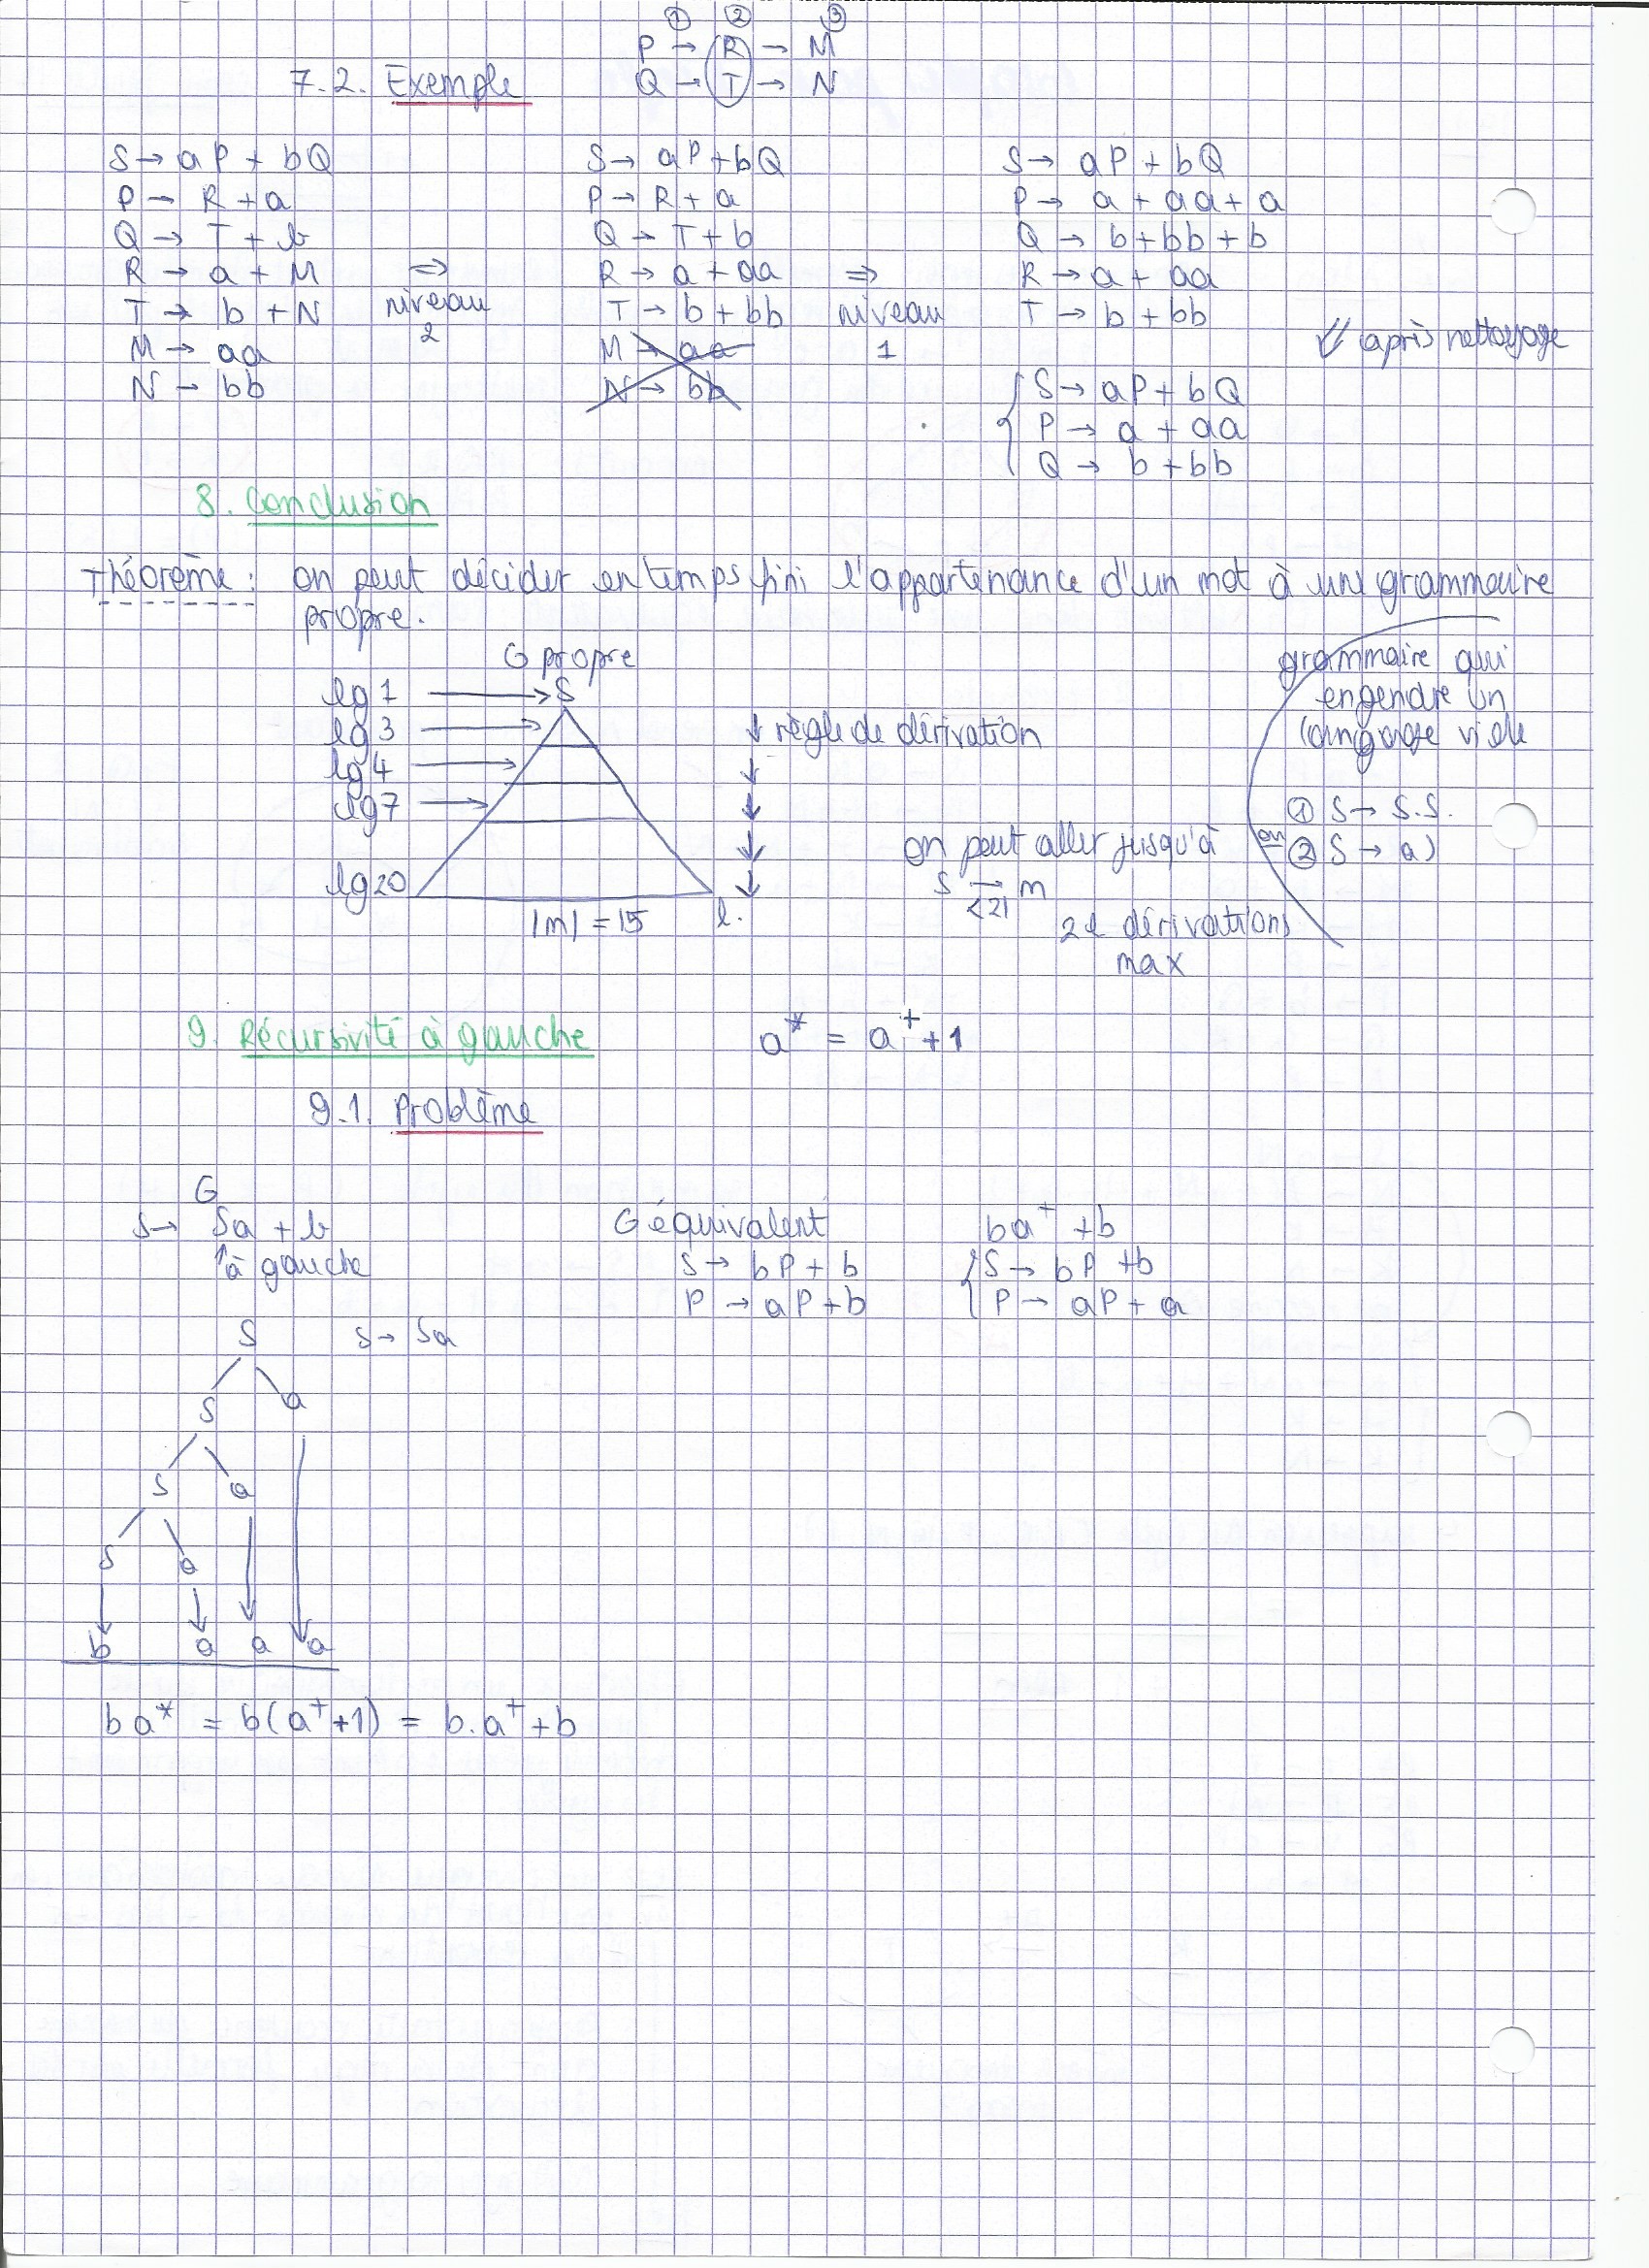 ① ② ③
P → R → M
7.2. Exemple Q → T → N
S → aP + bQ
P → R + a
Q → T + b
R → a + M
T → b + N
M → aa
N → bb
⇒
niveau
2
S → aP + bQ
P → R + a
Q → T + b
R → a + aa
T → b + bb
M → aa
N → bb
⇒
niveau
1
S → aP + bQ
P → a + aa + a
Q → b + bb + b
R → a + aa
T → b + bb
⇓ après nettoyage
S → aP + bQ
P → a + aa
Q → b + bb
8. Conclusion
Théorème : on peut décider en temps fini l'appartenance d'un mot à une grammaire
propre.
G propre
lg 1 → S
lg 3 →
lg 4 →
lg 7 →
lg 20
|m| = 15 l.
↓ règle de dérivation
on peut aller jusqu'à
S → m
<21
2l dérivations
max
grammaire qui
engendre un
langage vide
① S → S.S.
ou ② S → a)
9. Récursivité à gauche a* = a⁺ + 1
9.1. Problème
G
S → Sa + b
↑ à gauche
S S → Sa
S a
S a
S a
b a a a
ba* = b(a⁺+1) = b.a⁺ + b
G équivalent
S → bP + b
P → aP + b
ba⁺ + b
S → bP + b
P → aP + a